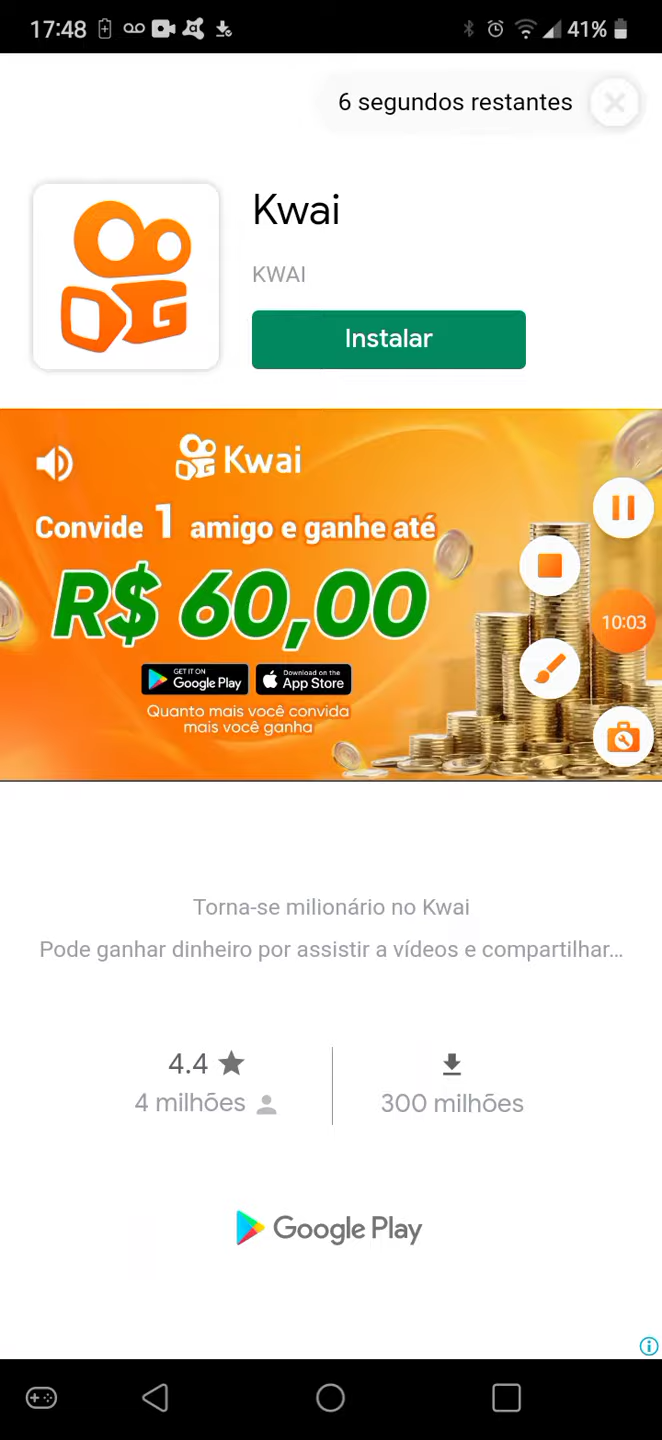 17:48
41%
6 segundos restantes
Kwai
KWAI
Instalar
Kwai
Convide 1 amigo e ganhe até
R$ 60,00
10:03
GET IT ON
Google Play
Download on the
App Store
Quanto mais você convida
mais você ganha
Torna-se milionário no Kwai
Pode ganhar dinheiro por assistir a vídeos e compartilhar...
4.4
4 milhões
300 milhões
Google Play